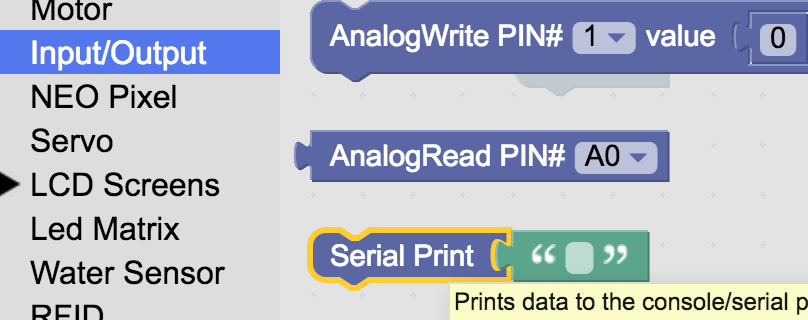 Motor
Input/Output
NEO Pixel
Servo
LCD Screens
Led Matrix
Water Sensor
RFID
AnalogWrite PIN# 1 value 0
AnalogRead PIN# A0
Serial Print “ ”
Prints data to the console/serial p